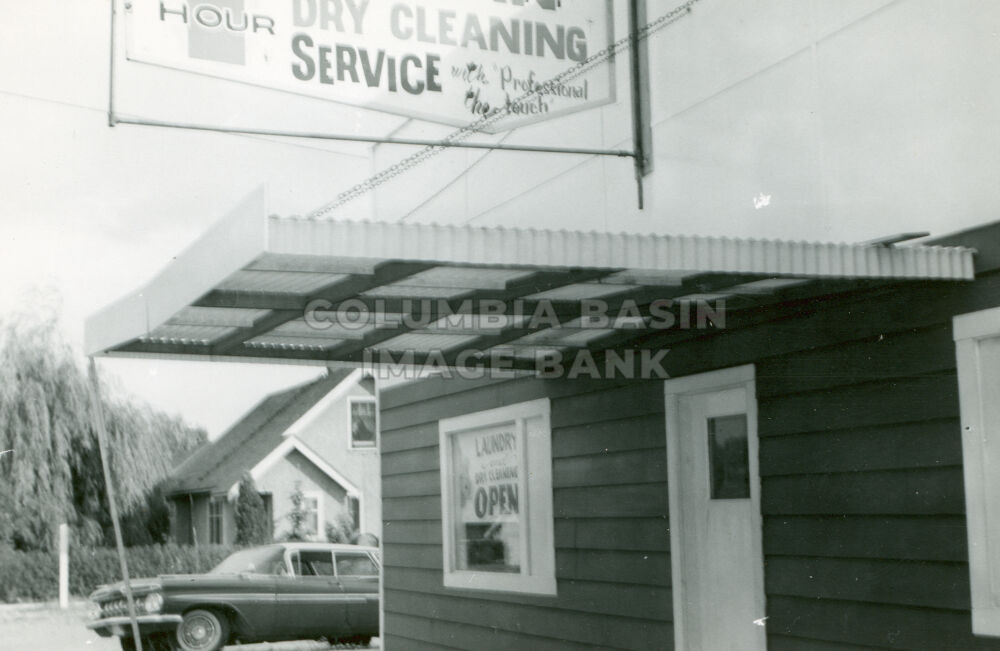 HOUR
DRY CLEANING
SERVICE
with "Professional
the touch"
COLUMBIA BASIN
IMAGE BANK
LAUNDRY
DRY CLEANING
OPEN